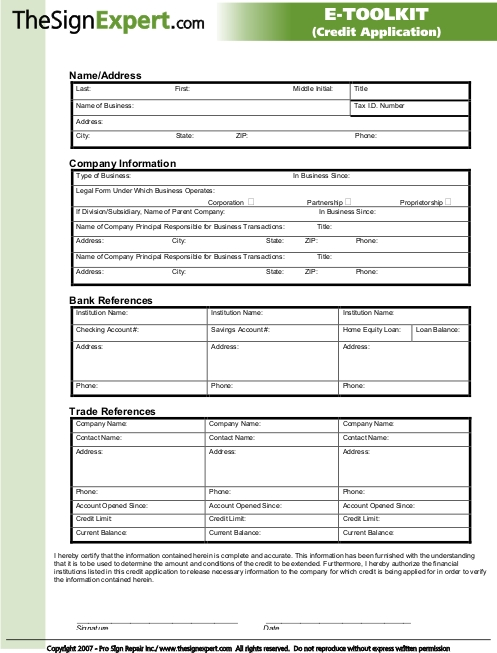 TheSignExpert.com
E-TOOLKIT
(Credit Application)
Name/Address
Last: First: Middle Initial: Title
Name of Business: Tax I.D. Number
Address:
City: State: ZIP: Phone:
Company Information
Type of Business: In Business Since:
Legal Form Under Which Business Operates:
Corporation Partnership Proprietorship
If Division/Subsidiary, Name of Parent Company: In Business Since:
Name of Company Principal Responsible for Business Transactions: Title:
Address: City: State: ZIP: Phone:
Name of Company Principal Responsible for Business Transactions: Title:
Address: City: State: ZIP: Phone:
Bank References
Institution Name: Institution Name: Institution Name:
Checking Account #: Savings Account #: Home Equity Loan: Loan Balance:
Address: Address: Address:
Phone: Phone: Phone:
Trade References
Company Name: Company Name: Company Name:
Contact Name: Contact Name: Contact Name:
Address: Address: Address:
Phone: Phone: Phone:
Account Opened Since: Account Opened Since: Account Opened Since:
Credit Limit: Credit Limit: Credit Limit:
Current Balance: Current Balance: Current Balance:
I hereby certify that the information contained herein is complete and accurate. This information has been furnished with the understanding
that it is to be used to determine the amount and conditions of the credit to be extended. Furthermore, I hereby authorize the financial
institutions listed in this credit application to release necessary information to the company for which credit is being applied for in order to verify
the information contained herein.
Signature Date
Copyright 2007 - Pro Sign Repair Inc./ www.thesignexpert.com All rights reserved. Do not reproduce without express written permission